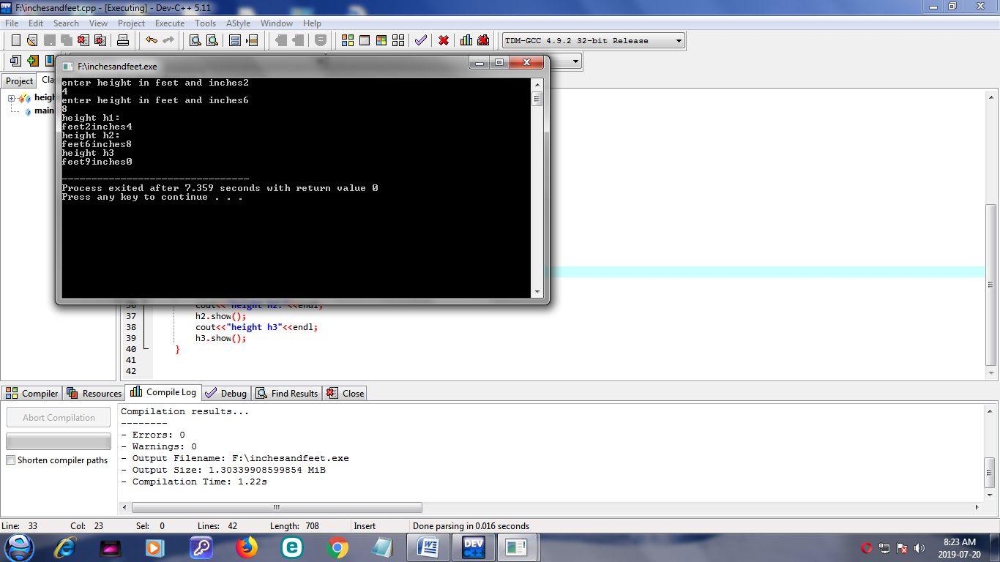 F:\inchesandfeet.cpp - [Executing] - Dev-C++ 5.11
File Edit Search View Project Execute Tools AStyle Window Help
TDM-GCC 4.9.2 32-bit Release
F:\inchesandfeet.exe
Project
enter height in feet and inches2
4
enter height in feet and inches6
8
height h1:
feet2inches4
height h2:
feet6inches8
height h3
feet9inches0
--------------------------------
Process exited after 7.359 seconds with return value 0
Press any key to continue . . .
main
36 cout<<"height h2:"<<endl;
37 h2.show();
38 cout<<"height h3"<<endl;
39 h3.show();
40 }
41
42
Compiler Resources Compile Log Debug Find Results Close
Abort Compilation
Shorten compiler paths
Compilation results...
--------
- Errors: 0
- Warnings: 0
- Output Filename: F:\inchesandfeet.exe
- Output Size: 1.30339908599854 MiB
- Compilation Time: 1.22s
Line: 33 Col: 23 Sel: 0 Lines: 42 Length: 708 Insert Done parsing in 0.016 seconds
DEV C++
8:23 AM
2019-07-20